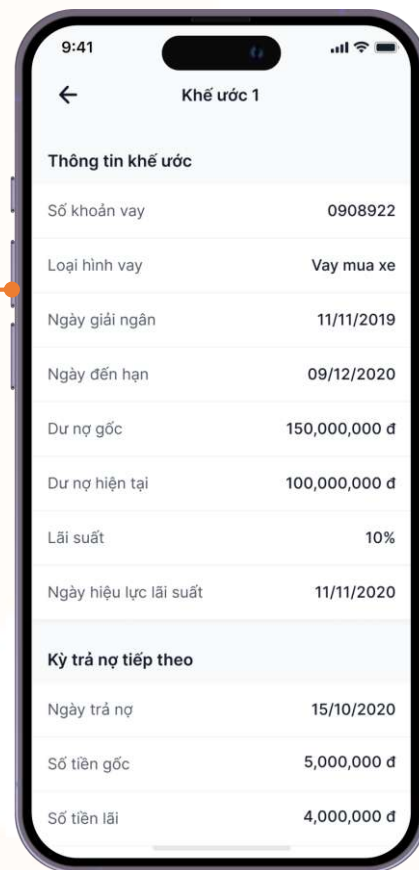 9:41
Khế ước 1
Thông tin khế ước
Số khoản vay 0908922
Loại hình vay Vay mua xe
Ngày giải ngân 11/11/2019
Ngày đến hạn 09/12/2020
Dư nợ gốc 150,000,000 đ
Dư nợ hiện tại 100,000,000 đ
Lãi suất 10%
Ngày hiệu lực lãi suất 11/11/2020
Kỳ trả nợ tiếp theo
Ngày trả nợ 15/10/2020
Số tiền gốc 5,000,000 đ
Số tiền lãi 4,000,000 đ